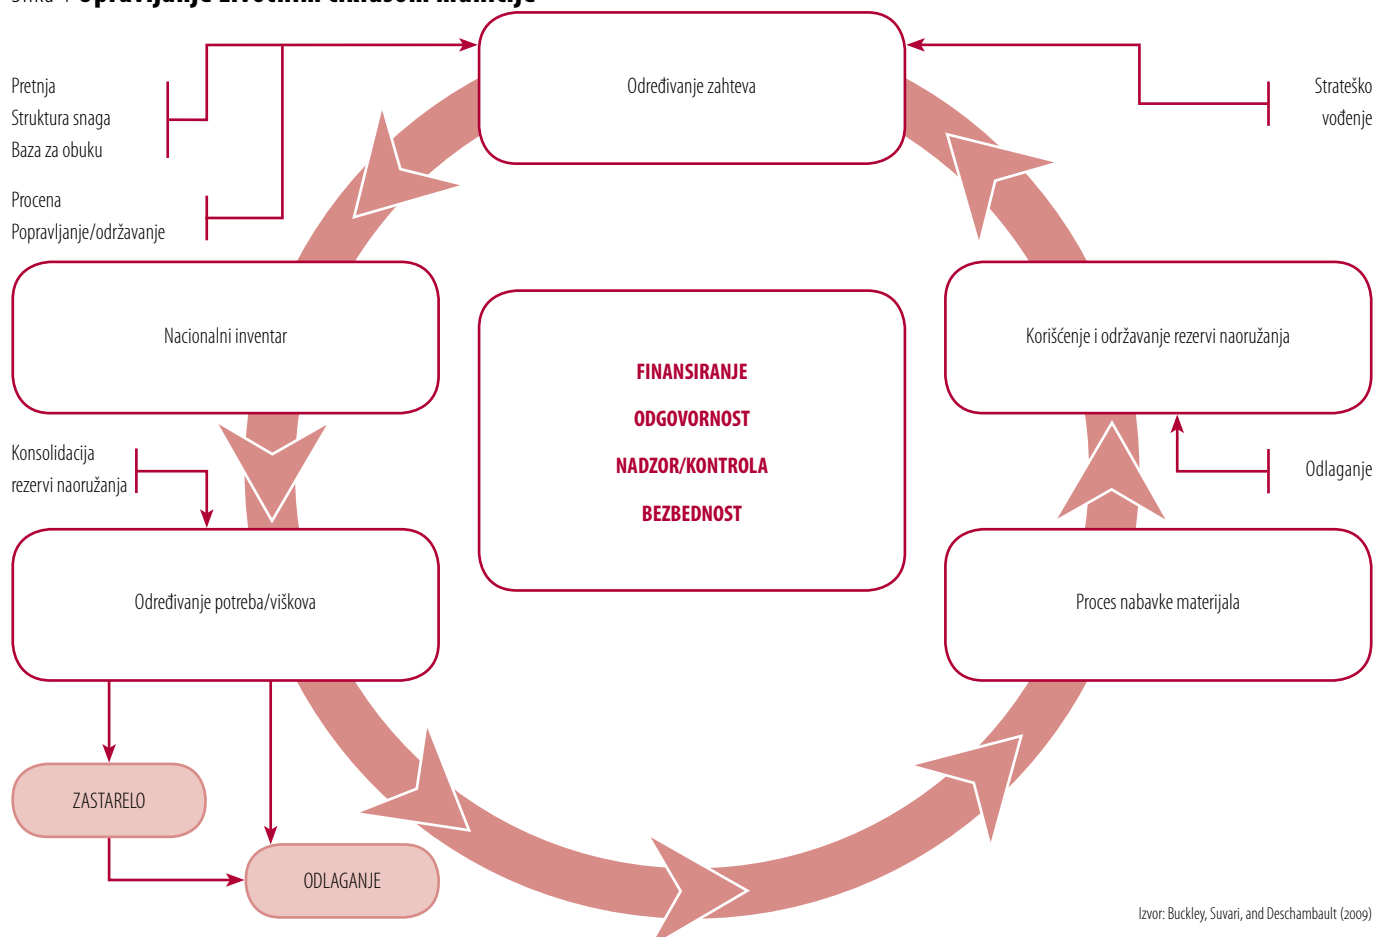 Određivanje zahteva
Pretnja
Struktura snaga
Baza za obuku
Strateško
vođenje
Procena
Popravljanje/održavanje
Nacionalni inventar
Korišćenje i održavanje rezervi naoružanja
FINANSIRANJE
ODGOVORNOST
NADZOR/KONTROLA
BEZBEDNOST
Konsolidacija
rezervi naoružanja
Odlaganje
Određivanje potreba/viškova
Proces nabavke materijala
ZASTARELO
ODLAGANJE
Izvor: Buckley, Suvari, and Deschambault (2009)